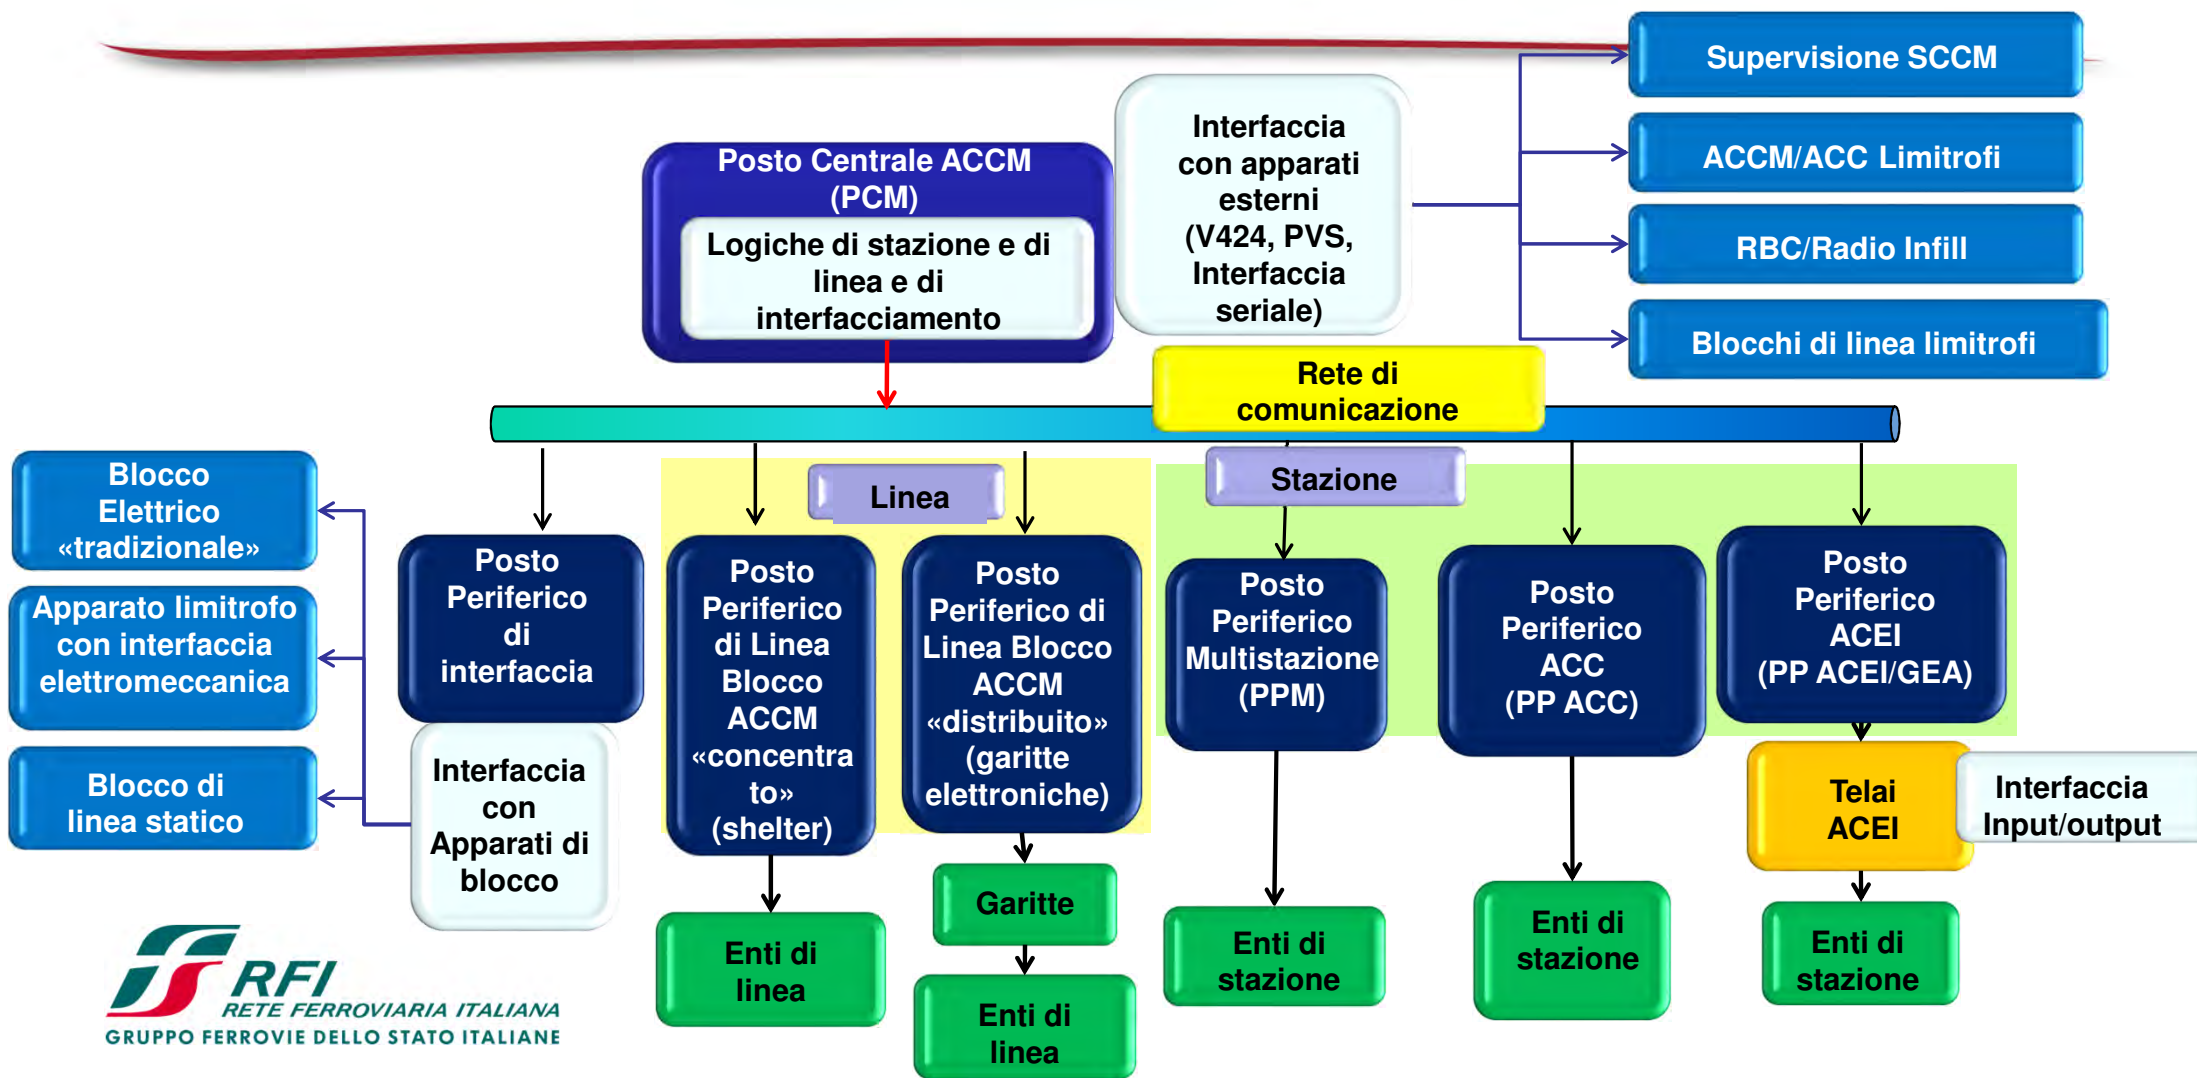 Supervisione SCCM
ACCM/ACC Limitrofi
RBC/Radio Infill
Blocchi di linea limitrofi
Interfaccia
con apparati
esterni
(V424, PVS,
Interfaccia
seriale)
Posto Centrale ACCM
(PCM)
Logiche di stazione e di
linea e di
interfacciamento
Rete di
comunicazione
Linea
Stazione
Blocco
Elettrico
«tradizionale»
Apparato limitrofo
con interfaccia
elettromeccanica
Blocco di
linea statico
Posto
Periferico
di
interfaccia
Interfaccia
con
Apparati di
blocco
Posto
Periferico
di Linea
Blocco
ACCM
«concentra
to»
(shelter)
Enti di
linea
Posto
Periferico di
Linea Blocco
ACCM
«distribuito»
(garitte
elettroniche)
Garitte
Enti di
linea
Posto
Periferico
Multistazione
(PPM)
Enti di
stazione
Posto
Periferico
ACC
(PP ACC)
Enti di
stazione
Posto
Periferico
ACEI
(PP ACEI/GEA)
Telai
ACEI
Interfaccia
Input/output
Enti di
stazione
RFI
RETE FERROVIARIA ITALIANA
GRUPPO FERROVIE DELLO STATO ITALIANE